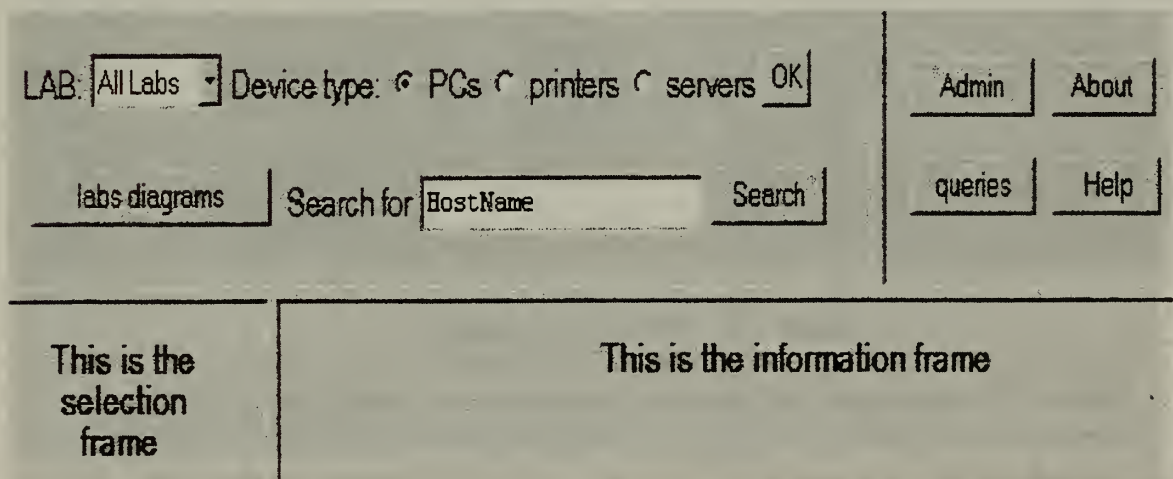 LAB: All Labs Device type: PCs printers servers OK
Admin About
labs diagrams Search for HostName Search
queries Help
This is the selection frame
This is the information frame